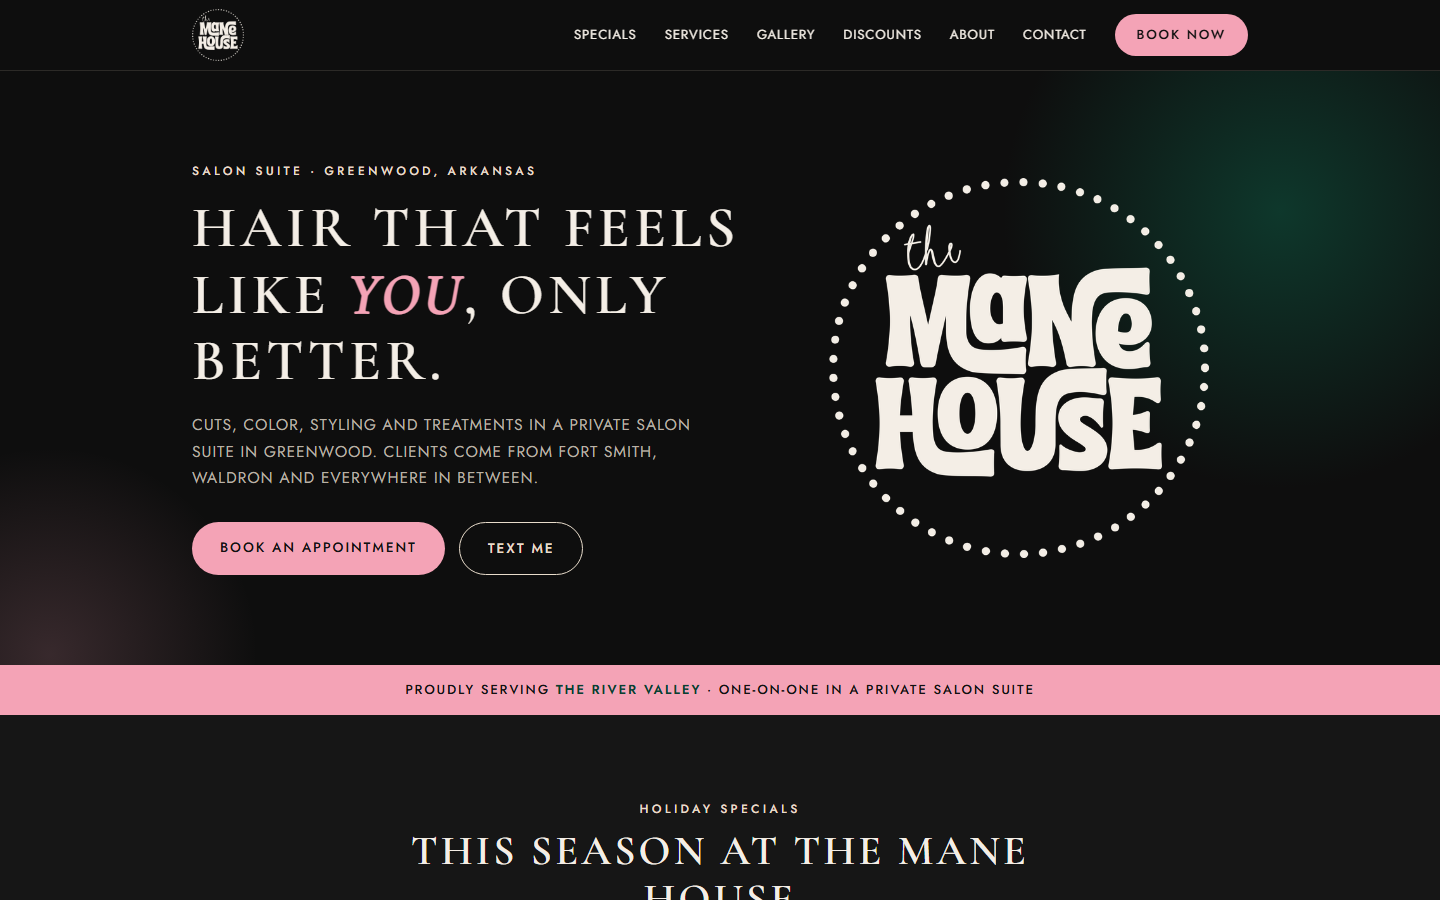 the
MaNe
HOUSE
SPECIALS SERVICES GALLERY DISCOUNTS ABOUT CONTACT BOOK NOW
SALON SUITE · GREENWOOD, ARKANSAS
HAIR THAT FEELS
LIKE YOU, ONLY
BETTER.
CUTS, COLOR, STYLING AND TREATMENTS IN A PRIVATE SALON
SUITE IN GREENWOOD. CLIENTS COME FROM FORT SMITH,
WALDRON AND EVERYWHERE IN BETWEEN.
BOOK AN APPOINTMENT TEXT ME
the
MaNe
HOUSE
PROUDLY SERVING THE RIVER VALLEY · ONE-ON-ONE IN A PRIVATE SALON SUITE
HOLIDAY SPECIALS
THIS SEASON AT THE MANE
HOUSE